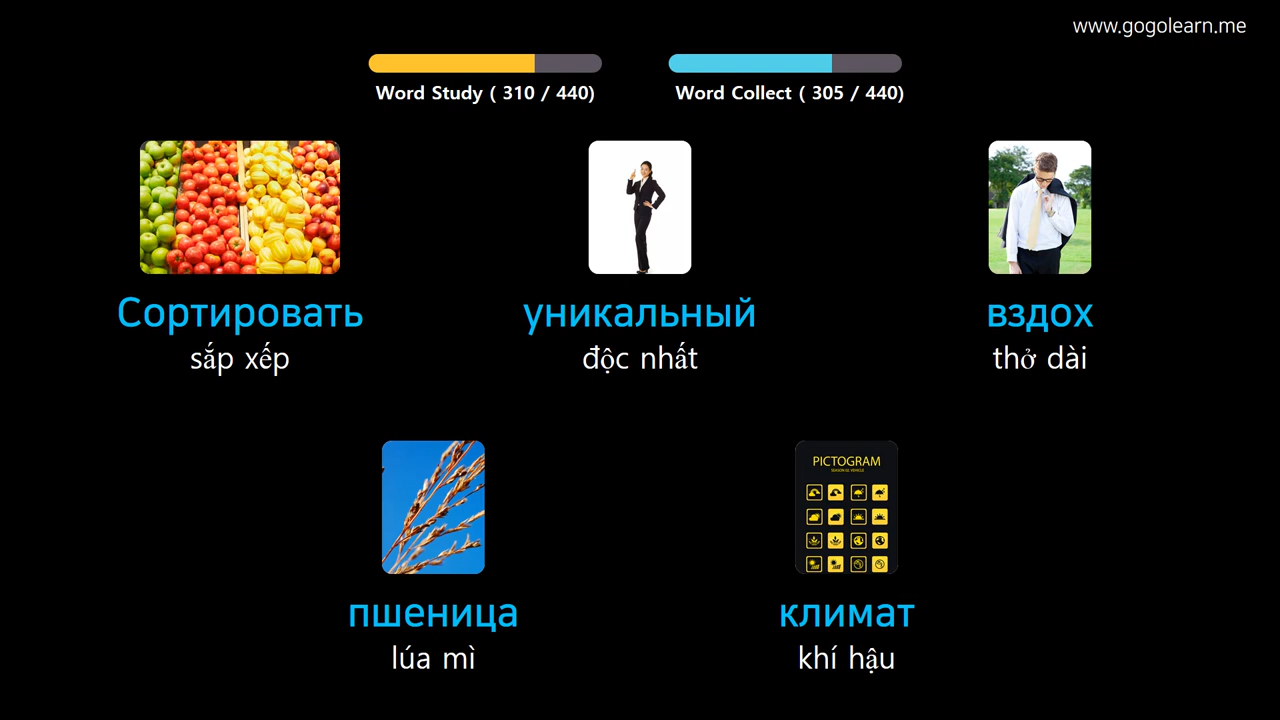 www.gogolearn.me
Word Study ( 310 / 440)
Word Collect ( 305 / 440)
Сортировать
sắp xếp
уникальный
độc nhất
вздох
thở dài
PICTOGRAM
пшеница
lúa mì
климат
khí hậu